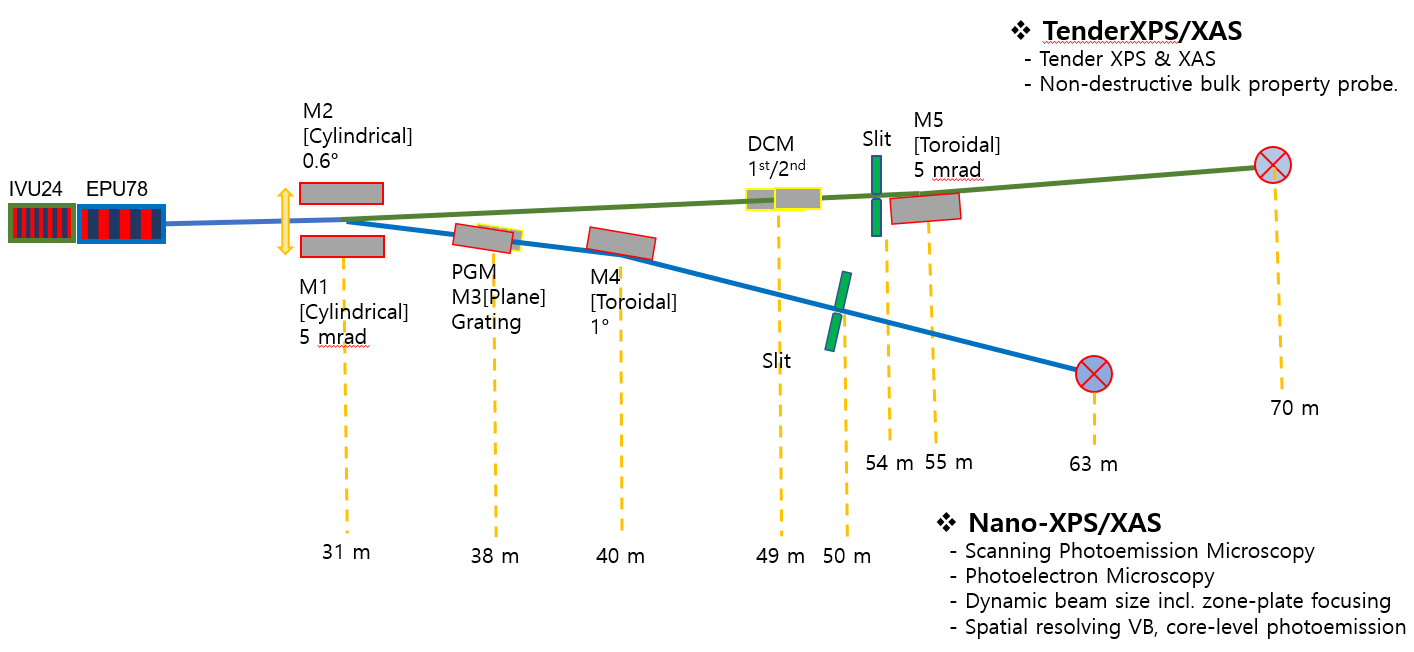 ❖ TenderXPS/XAS
- Tender XPS & XAS
- Non-destructive bulk property probe.
M2
[Cylindrical]
0.6°
DCM
1st/2nd
Slit
M5
[Toroidal]
5 mrad
IVU24
EPU78
M1
[Cylindrical]
5 mrad
PGM
M3[Plane]
Grating
M4
[Toroidal]
1°
Slit
70 m
54 m
55 m
63 m
31 m
38 m
40 m
49 m
50 m
❖ Nano-XPS/XAS
- Scanning Photoemission Microscopy
- Photoelectron Microscopy
- Dynamic beam size incl. zone-plate focusing
- Spatial resolving VB, core-level photoemission